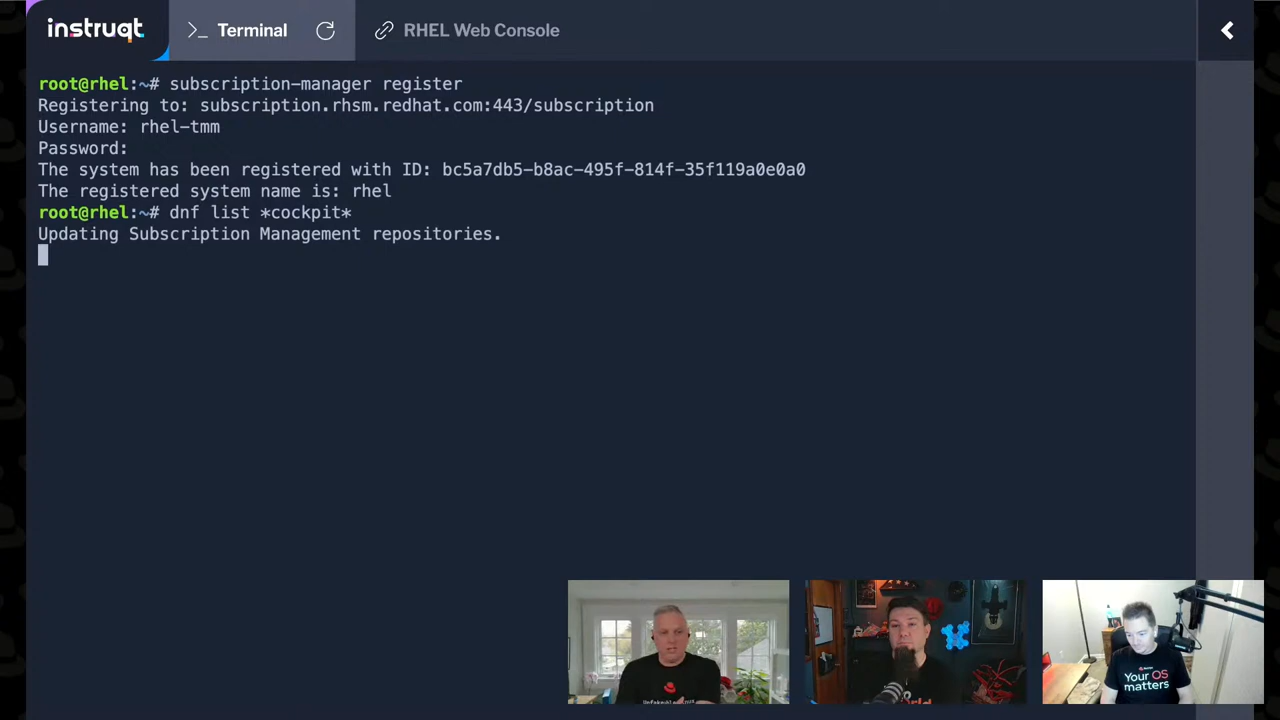 instruqt
>_ Terminal
RHEL Web Console
root@rhel:~# subscription-manager register
Registering to: subscription.rhsm.redhat.com:443/subscription
Username: rhel-tmm
Password:
The system has been registered with ID: bc5a7db5-b8ac-495f-814f-35f119a0e0a0
The registered system name is: rhel
root@rhel:~# dnf list *cockpit*
Updating Subscription Management repositories.
Your OS
matters